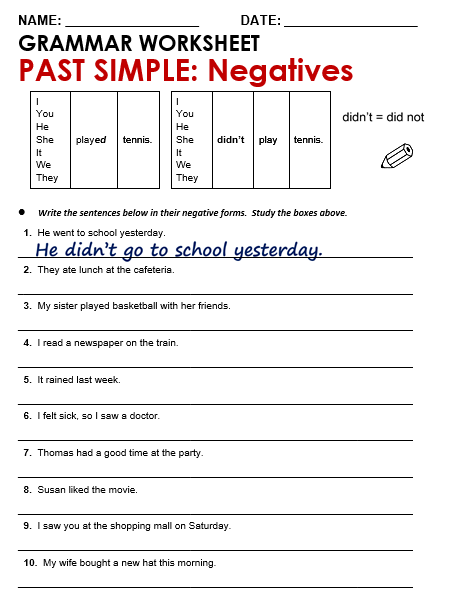 NAME: ____________________ DATE: ____________________
GRAMMAR WORKSHEET
PAST SIMPLE: Negatives
I
You
He
She
It
We
They
played
tennis.
I
You
He
She
It
We
They
didn't
play
tennis.
didn't = did not
● Write the sentences below in their negative forms. Study the boxes above.
1. He went to school yesterday.
He didn't go to school yesterday.
2. They ate lunch at the cafeteria.
3. My sister played basketball with her friends.
4. I read a newspaper on the train.
5. It rained last week.
6. I felt sick, so I saw a doctor.
7. Thomas had a good time at the party.
8. Susan liked the movie.
9. I saw you at the shopping mall on Saturday.
10. My wife bought a new hat this morning.